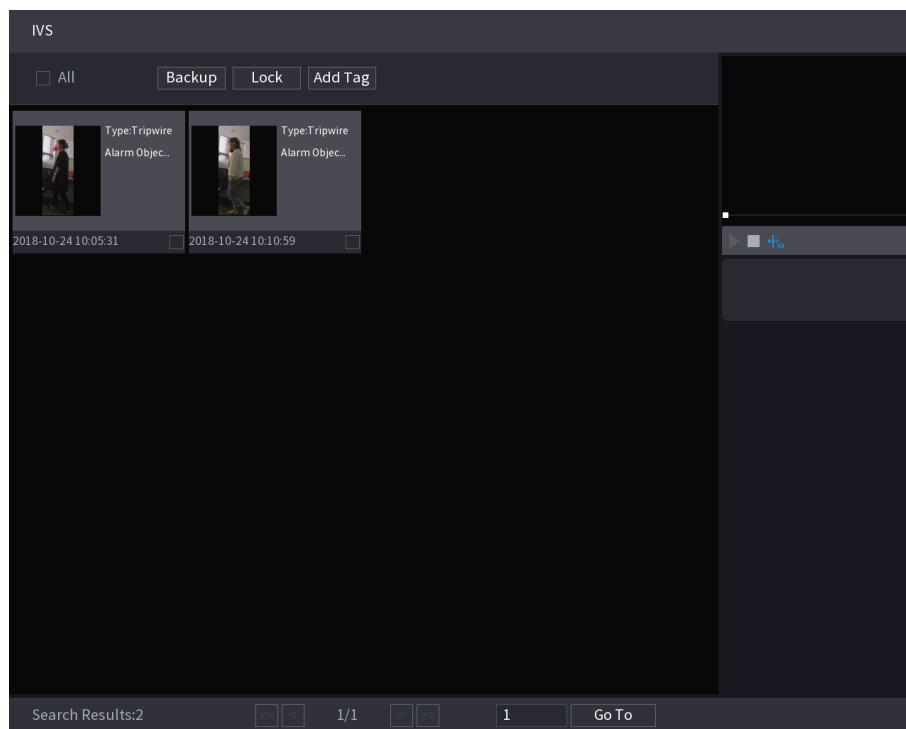 IVS
All Backup Lock Add Tag
Type:Tripwire
Alarm Objec...
Type:Tripwire
Alarm Objec...
2018-10-24 10:05:31
2018-10-24 10:10:59
Search Results:2 << < 1/1 > >> 1 Go To